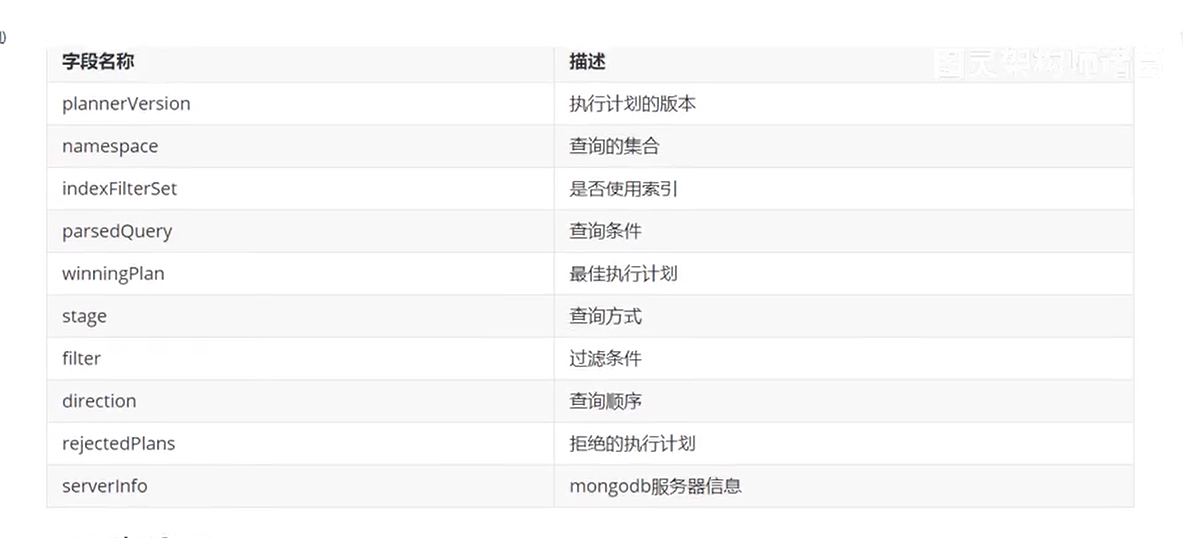 字段名称 描述
plannerVersion 执行计划的版本
namespace 查询的集合
indexFilterSet 是否使用索引
parsedQuery 查询条件
winningPlan 最佳执行计划
stage 查询方式
filter 过滤条件
direction 查询顺序
rejectedPlans 拒绝的执行计划
serverInfo mongodb服务器信息